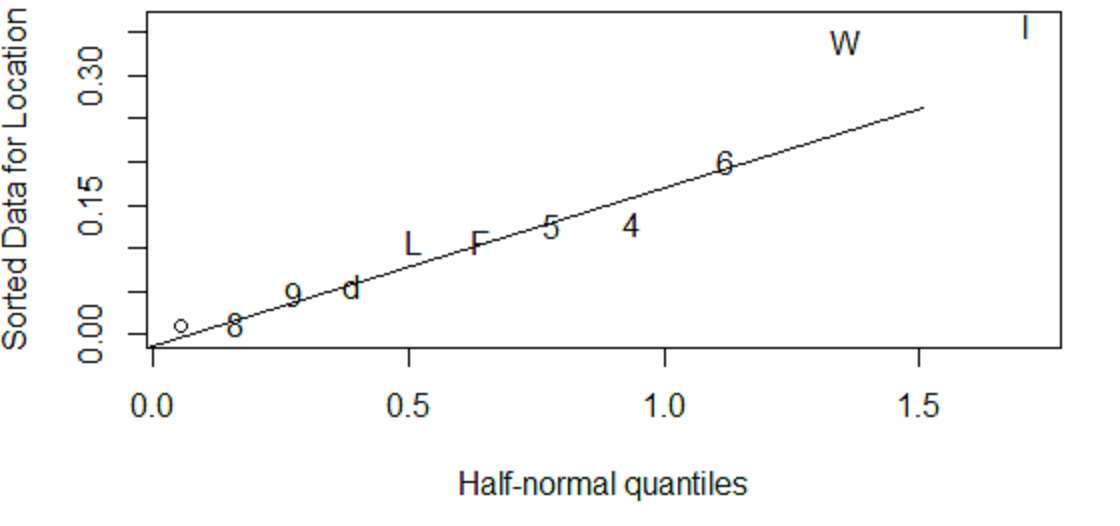 Sorted Data for Location
0.30
0.15
0.00
I
W
6
4
5
F
L
d
9
8
o
0.0 0.5 1.0 1.5
Half-normal quantiles